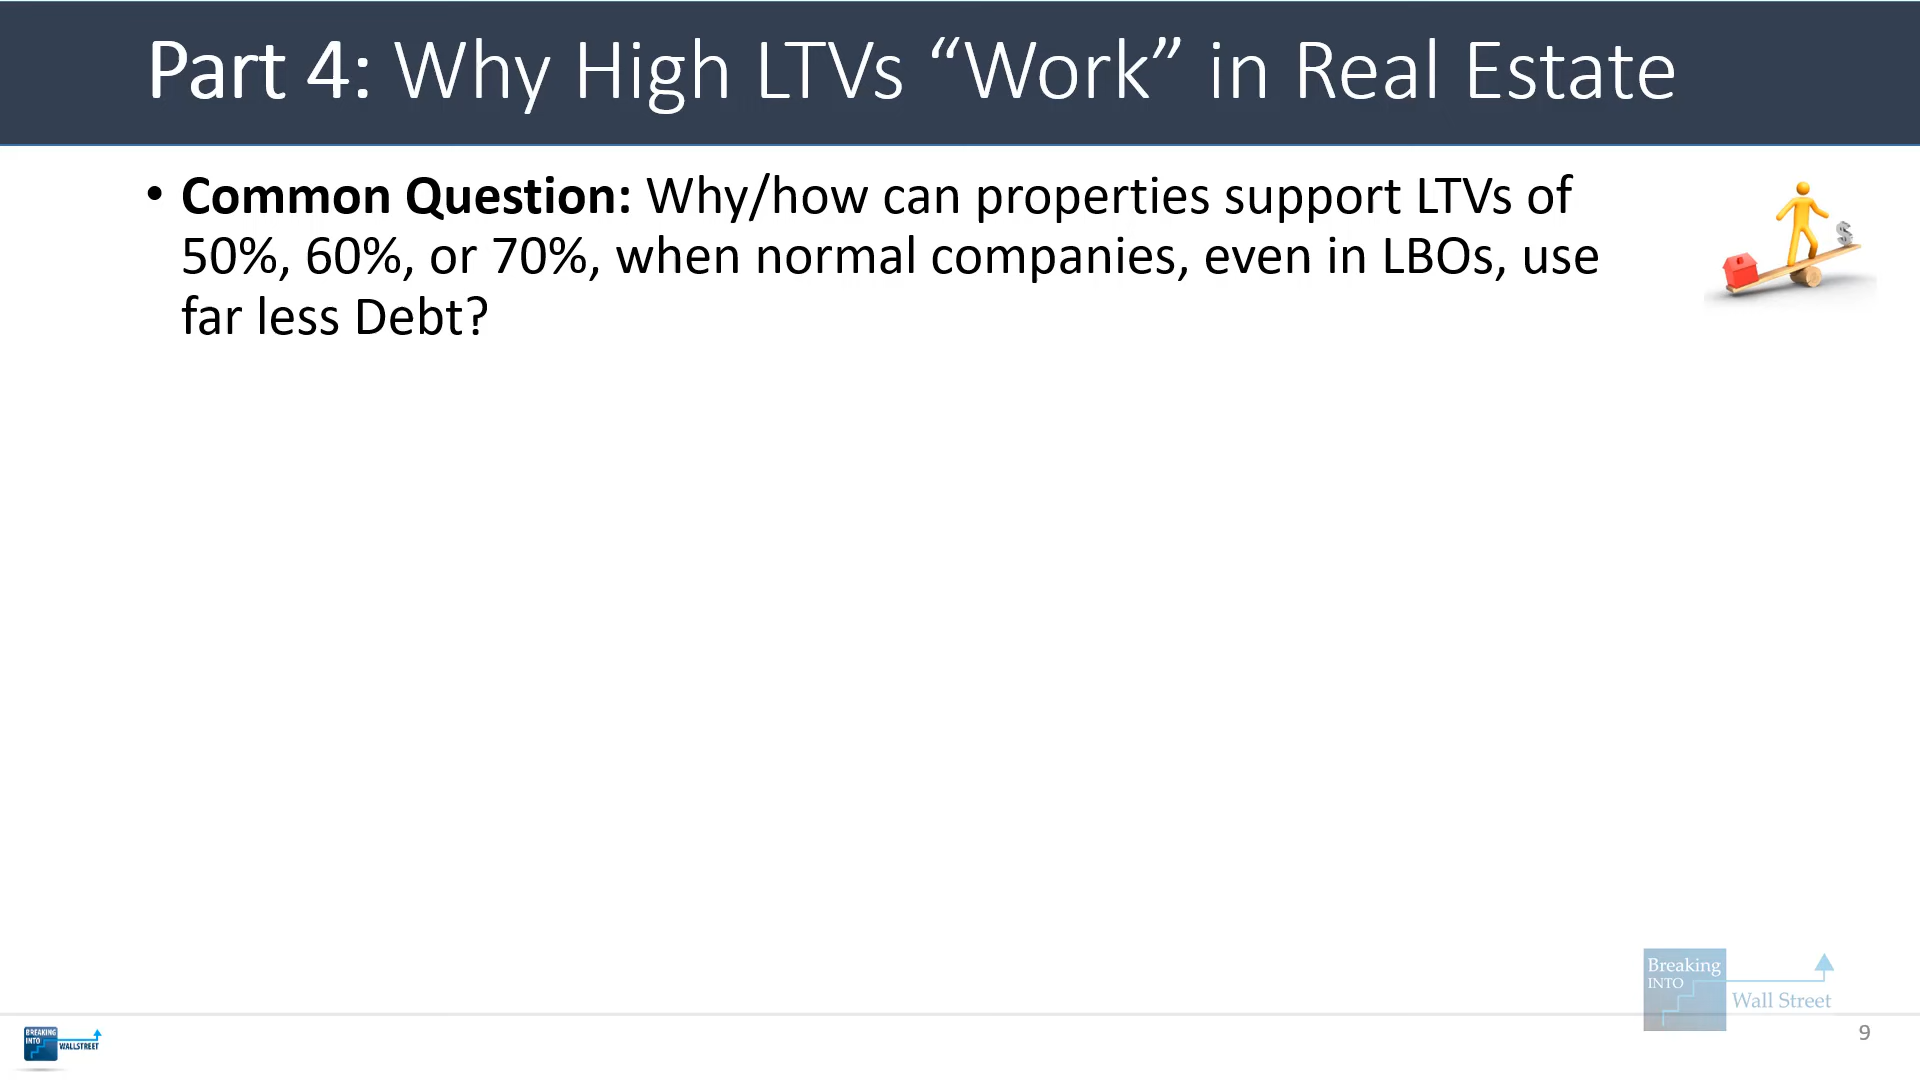 Part 4: Why High LTVs “Work” in Real Estate
• Common Question: Why/how can properties support LTVs of
50%, 60%, or 70%, when normal companies, even in LBOs, use
far less Debt?
$
Breaking
INTO
Wall Street
BREAKING
INTO
WALLSTREET
9